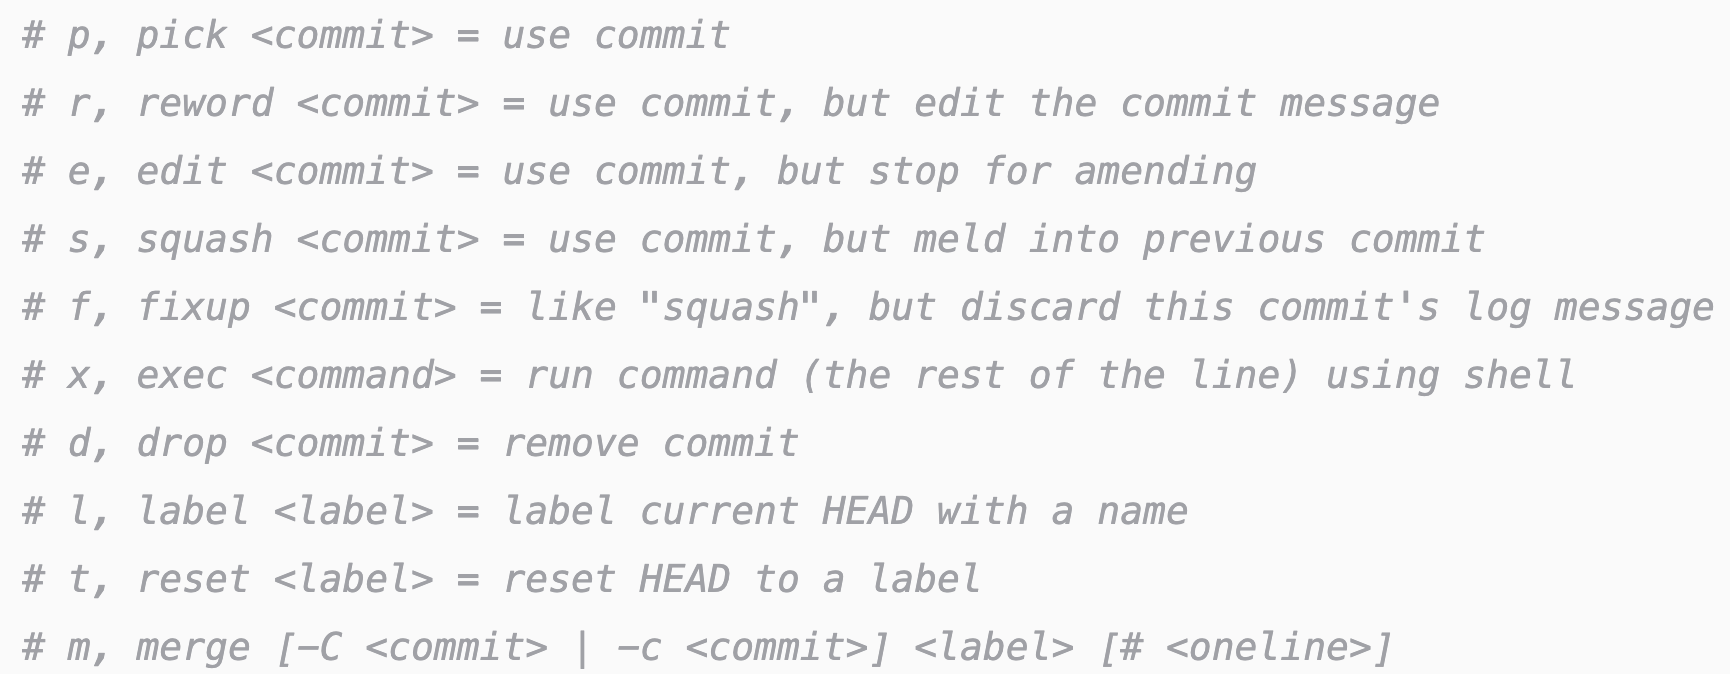 # p, pick <commit> = use commit
# r, reword <commit> = use commit, but edit the commit message
# e, edit <commit> = use commit, but stop for amending
# s, squash <commit> = use commit, but meld into previous commit
# f, fixup <commit> = like "squash", but discard this commit's log message
# x, exec <command> = run command (the rest of the line) using shell
# d, drop <commit> = remove commit
# l, label <label> = label current HEAD with a name
# t, reset <label> = reset HEAD to a label
# m, merge [-C <commit> | -c <commit>] <label> [# <oneline>]